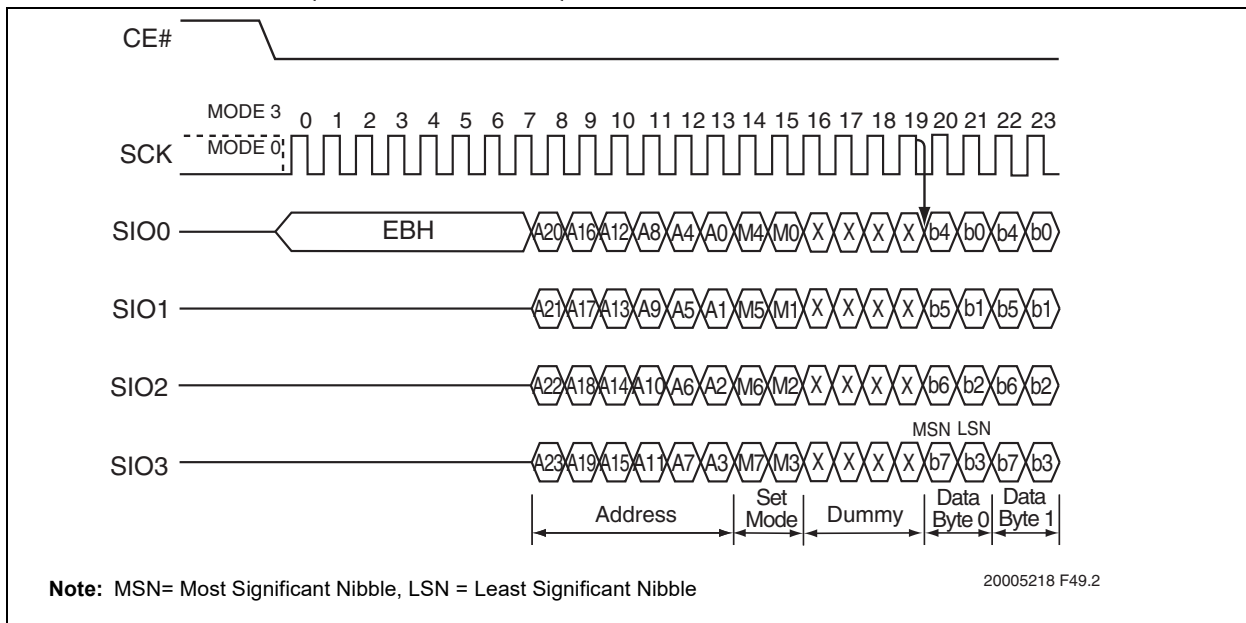 CE#
MODE 3
0 1 2 3 4 5 6 7 8 9 10 11 12 13 14 15 16 17 18 19 20 21 22 23
SCK
MODE 0
SIO0 EBH A20 A16 A12 A8 A4 A0 M4 M0 X X X X b4 b0 b4 b0
SIO1 A21 A17 A13 A9 A5 A1 M5 M1 X X X X b5 b1 b5 b1
SIO2 A22 A18 A14 A10 A6 A2 M6 M2 X X X X b6 b2 b6 b2
MSN LSN
SIO3 A23 A19 A15 A11 A7 A3 M7 M3 X X X X b7 b3 b7 b3
Address
Set
Mode
Dummy
Data
Byte 0
Data
Byte 1
Note: MSN= Most Significant Nibble, LSN = Least Significant Nibble
20005218 F49.2